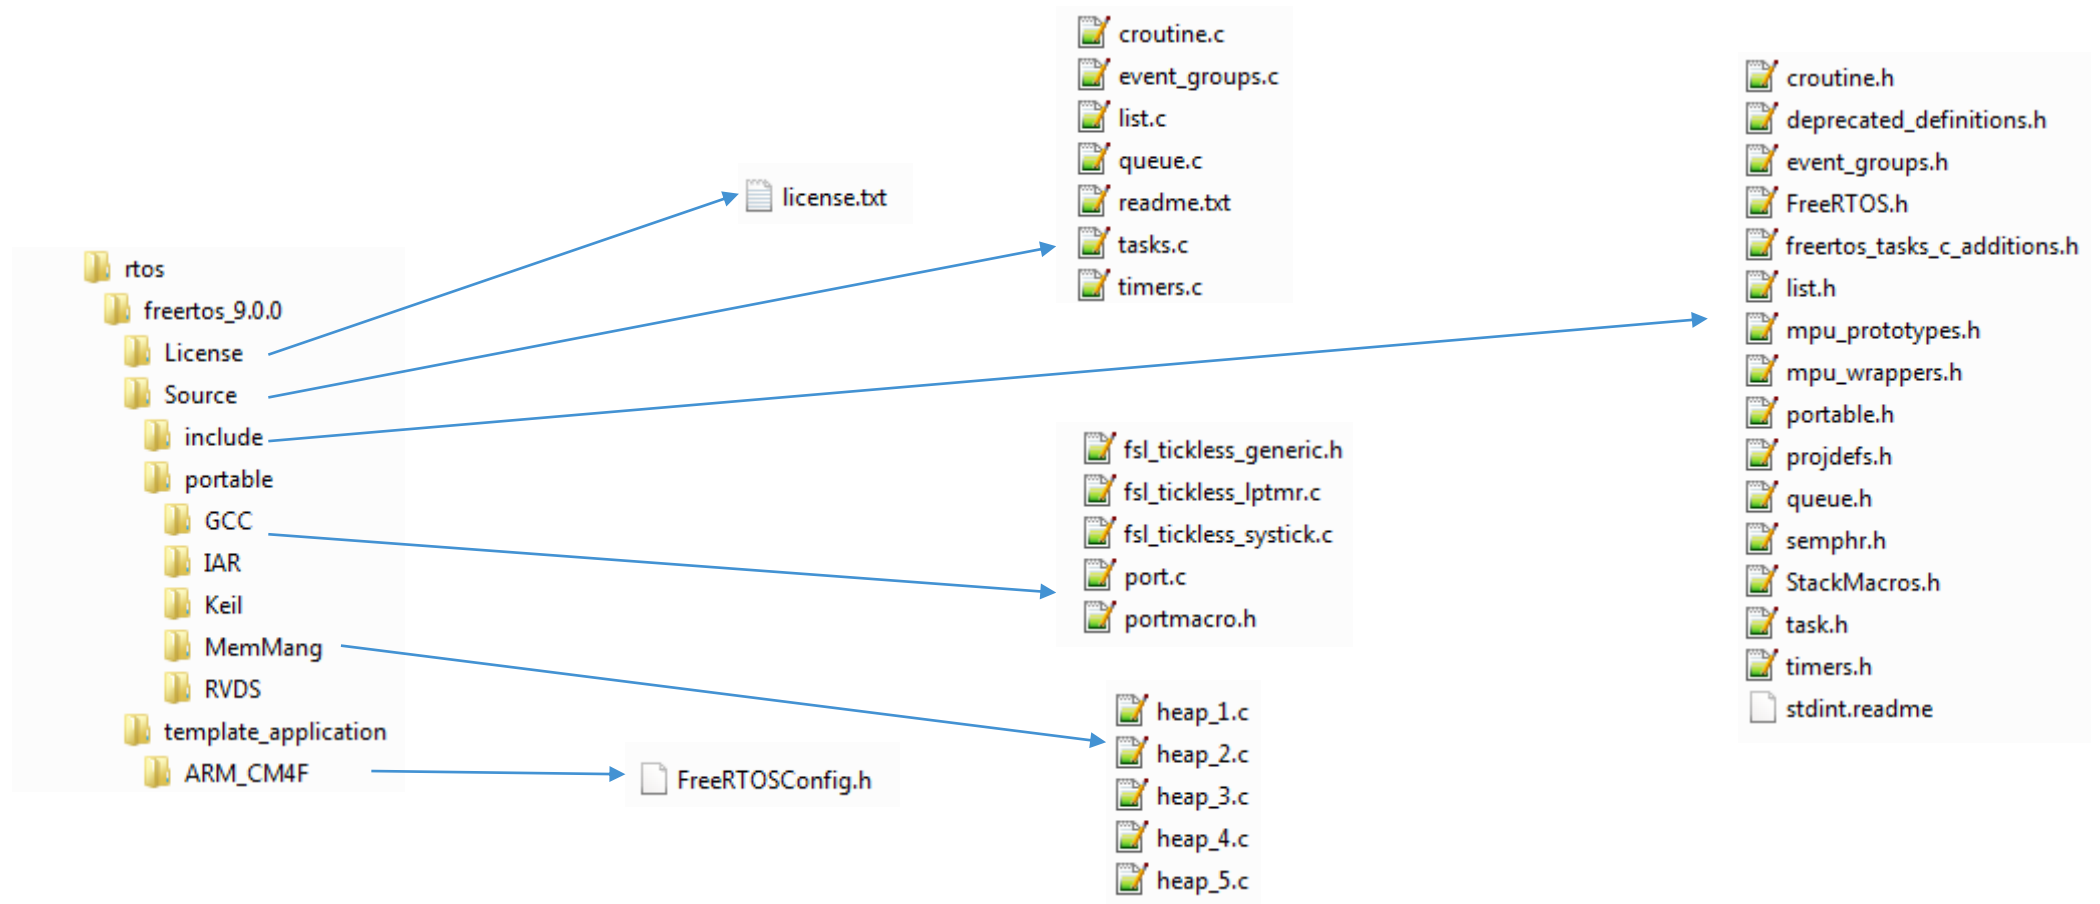 rtos
freertos_9.0.0
License
Source
include
portable
GCC
IAR
Keil
MemMang
RVDS
template_application
ARM_CM4F
license.txt
FreeRTOSConfig.h
croutine.c
event_groups.c
list.c
queue.c
readme.txt
tasks.c
timers.c
fsl_tickless_generic.h
fsl_tickless_lptmr.c
fsl_tickless_systick.c
port.c
portmacro.h
heap_1.c
heap_2.c
heap_3.c
heap_4.c
heap_5.c
croutine.h
deprecated_definitions.h
event_groups.h
FreeRTOS.h
freertos_tasks_c_additions.h
list.h
mpu_prototypes.h
mpu_wrappers.h
portable.h
projdefs.h
queue.h
semphr.h
StackMacros.h
task.h
timers.h
stdint.readme